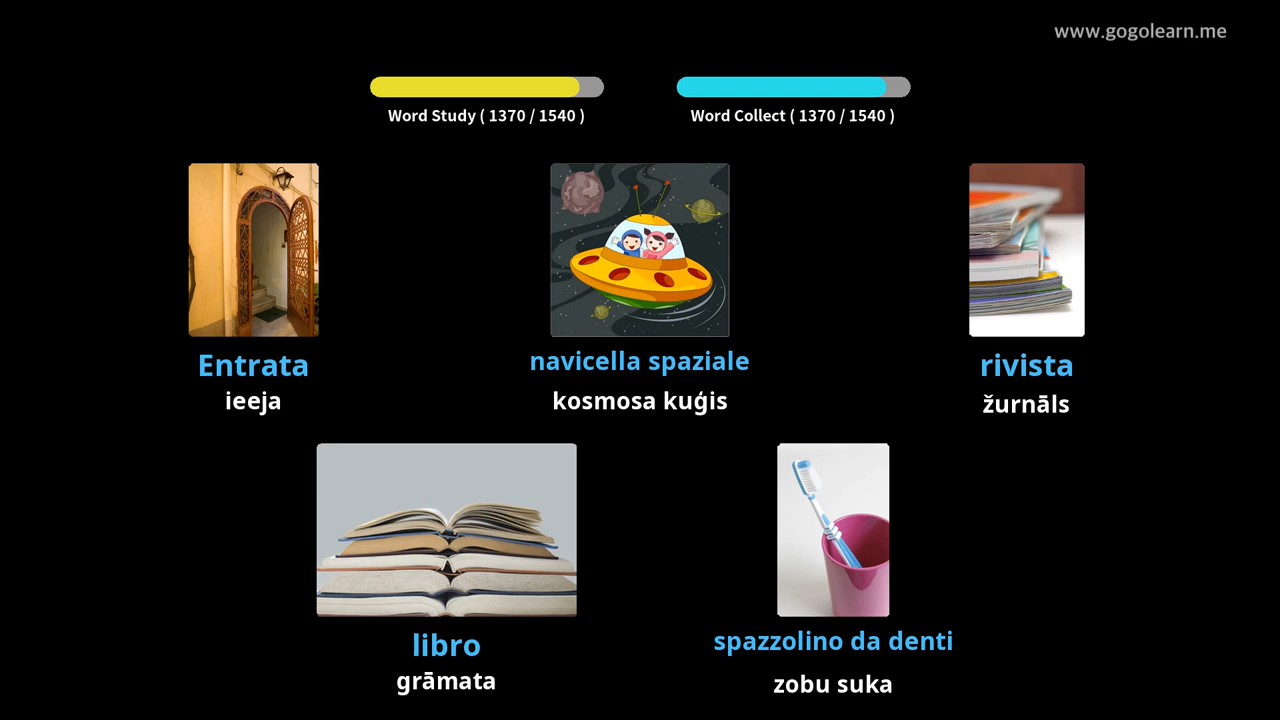 www.gogolearn.me
Word Study ( 1370 / 1540 )
Word Collect ( 1370 / 1540 )
Entrata
ieeja
navicella spaziale
kosmosa kuģis
rivista
žurnāls
libro
grāmata
spazzolino da denti
zobu suka